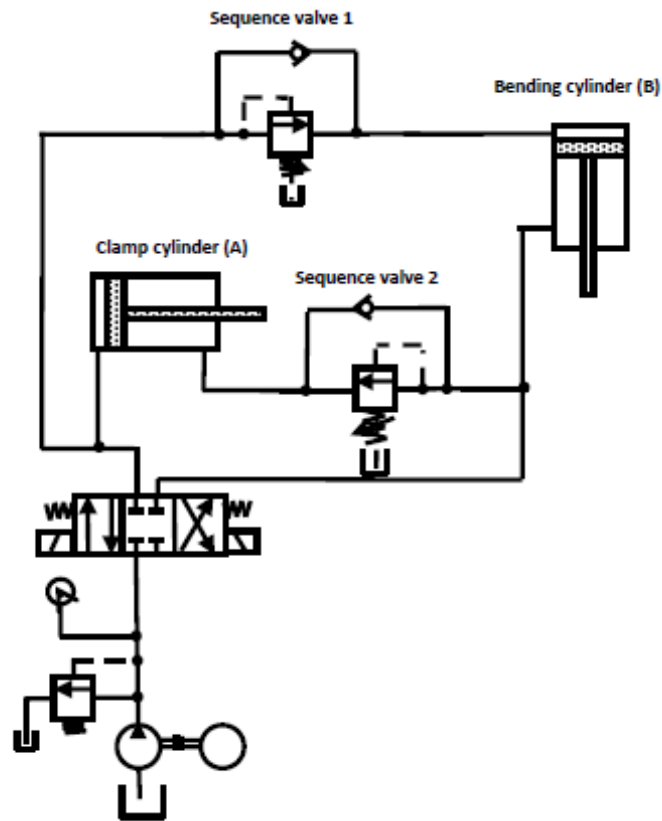 Sequence valve 1
Bending cylinder (B)
Clamp cylinder (A)
Sequence valve 2